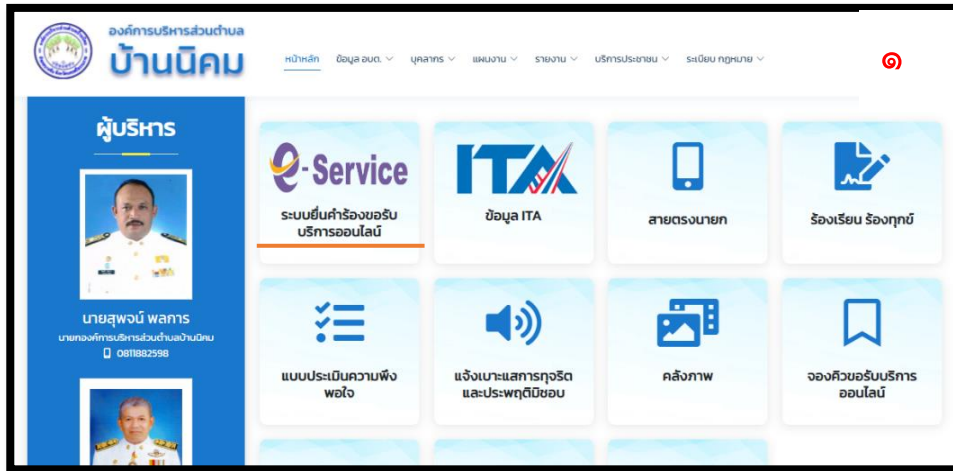 องค์การบริหารส่วนตำบล
บ้านนิคม
หน้าหลัก ข้อมูล อบต. บุคลากร แผนงาน รายงาน บริการประชาชน ระเบียบ กฎหมาย
๑
ผู้บริหาร
นายสุพจน์ พลการ
นายกองค์การบริหารส่วนตำบลบ้านนิคม
0811882598
e-Service
ระบบยื่นคำร้องขอรับ
บริการออนไลน์
ITA
ข้อมูล ITA
สายตรงนายก
ร้องเรียน ร้องทุกข์
แบบประเมินความพึง
พอใจ
แจ้งเบาะแสการทุจริต
และประพฤติมิชอบ
คลังภาพ
จองคิวขอรับบริการ
ออนไลน์